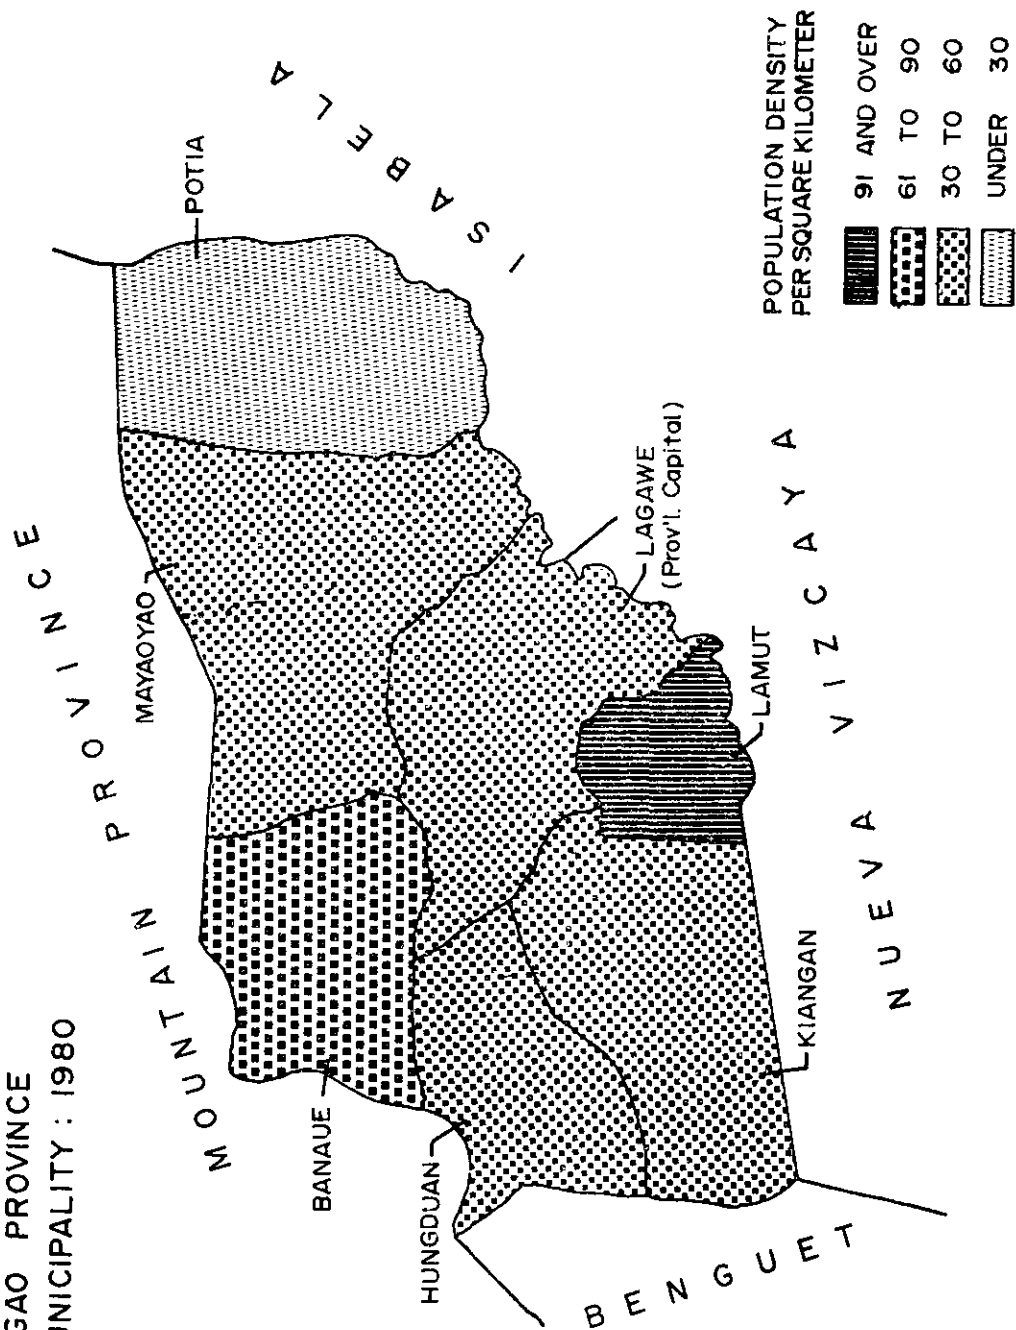 GAO PROVINCE
UNICIPALITY : 1980
MOUNTAIN PROVINCE
MAYAOYAO
POTIA
BANAUE
ISABELA
HUNGDUAN
LAGAWE
(Prov'l. Capital)
LAMUT
KIANGAN
BENGUET
NUEVA VIZCAYA
POPULATION DENSITY
PER SQUARE KILOMETER
91 AND OVER
61 TO 90
30 TO 60
UNDER 30